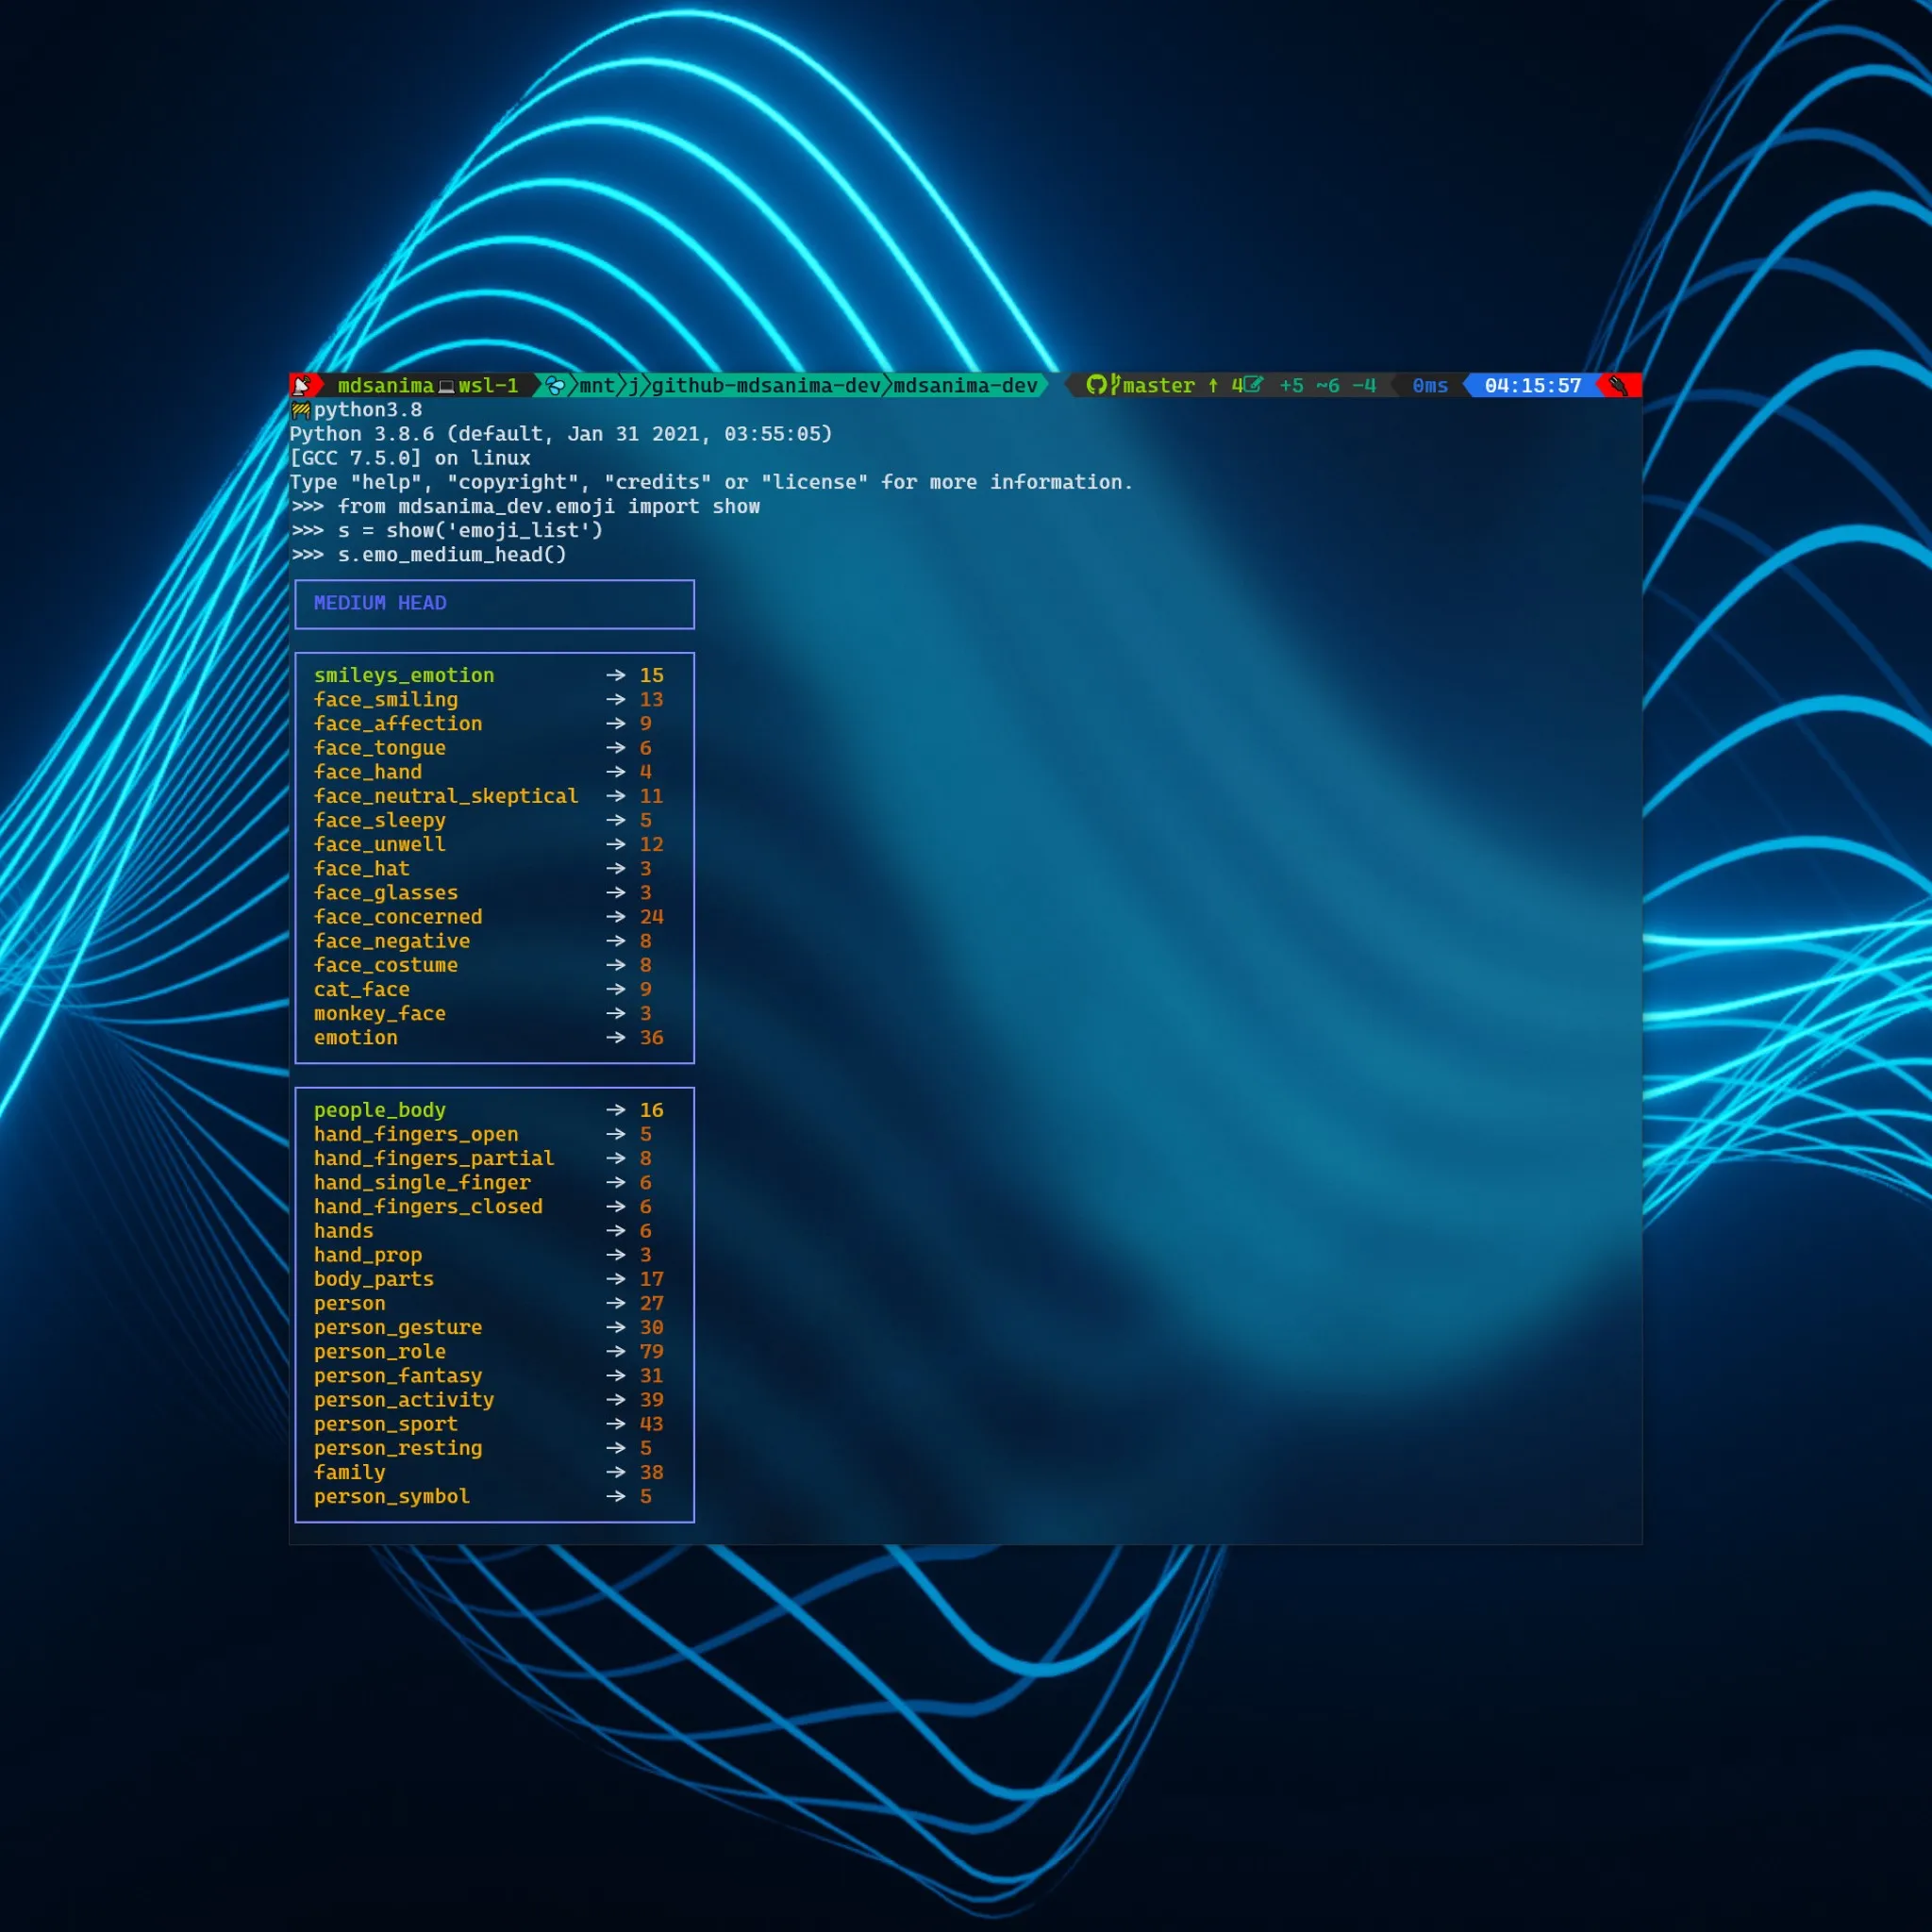 mdsanima wsl-1 mnt j github-mdsanima-dev mdsanima-dev master ↑ 4 +5 ~6 -4 0ms 04:15:57
python3.8
Python 3.8.6 (default, Jan 31 2021, 03:55:05)
[GCC 7.5.0] on linux
Type "help", "copyright", "credits" or "license" for more information.
>>> from mdsanima_dev.emoji import show
>>> s = show('emoji_list')
>>> s.emo_medium_head()
MEDIUM HEAD
smileys_emotion → 15
face_smiling → 13
face_affection → 9
face_tongue → 6
face_hand → 4
face_neutral_skeptical → 11
face_sleepy → 5
face_unwell → 12
face_hat → 3
face_glasses → 3
face_concerned → 24
face_negative → 8
face_costume → 8
cat_face → 9
monkey_face → 3
emotion → 36
people_body → 16
hand_fingers_open → 5
hand_fingers_partial → 8
hand_single_finger → 6
hand_fingers_closed → 6
hands → 6
hand_prop → 3
body_parts → 17
person → 27
person_gesture → 30
person_role → 79
person_fantasy → 31
person_activity → 39
person_sport → 43
person_resting → 5
family → 38
person_symbol → 5